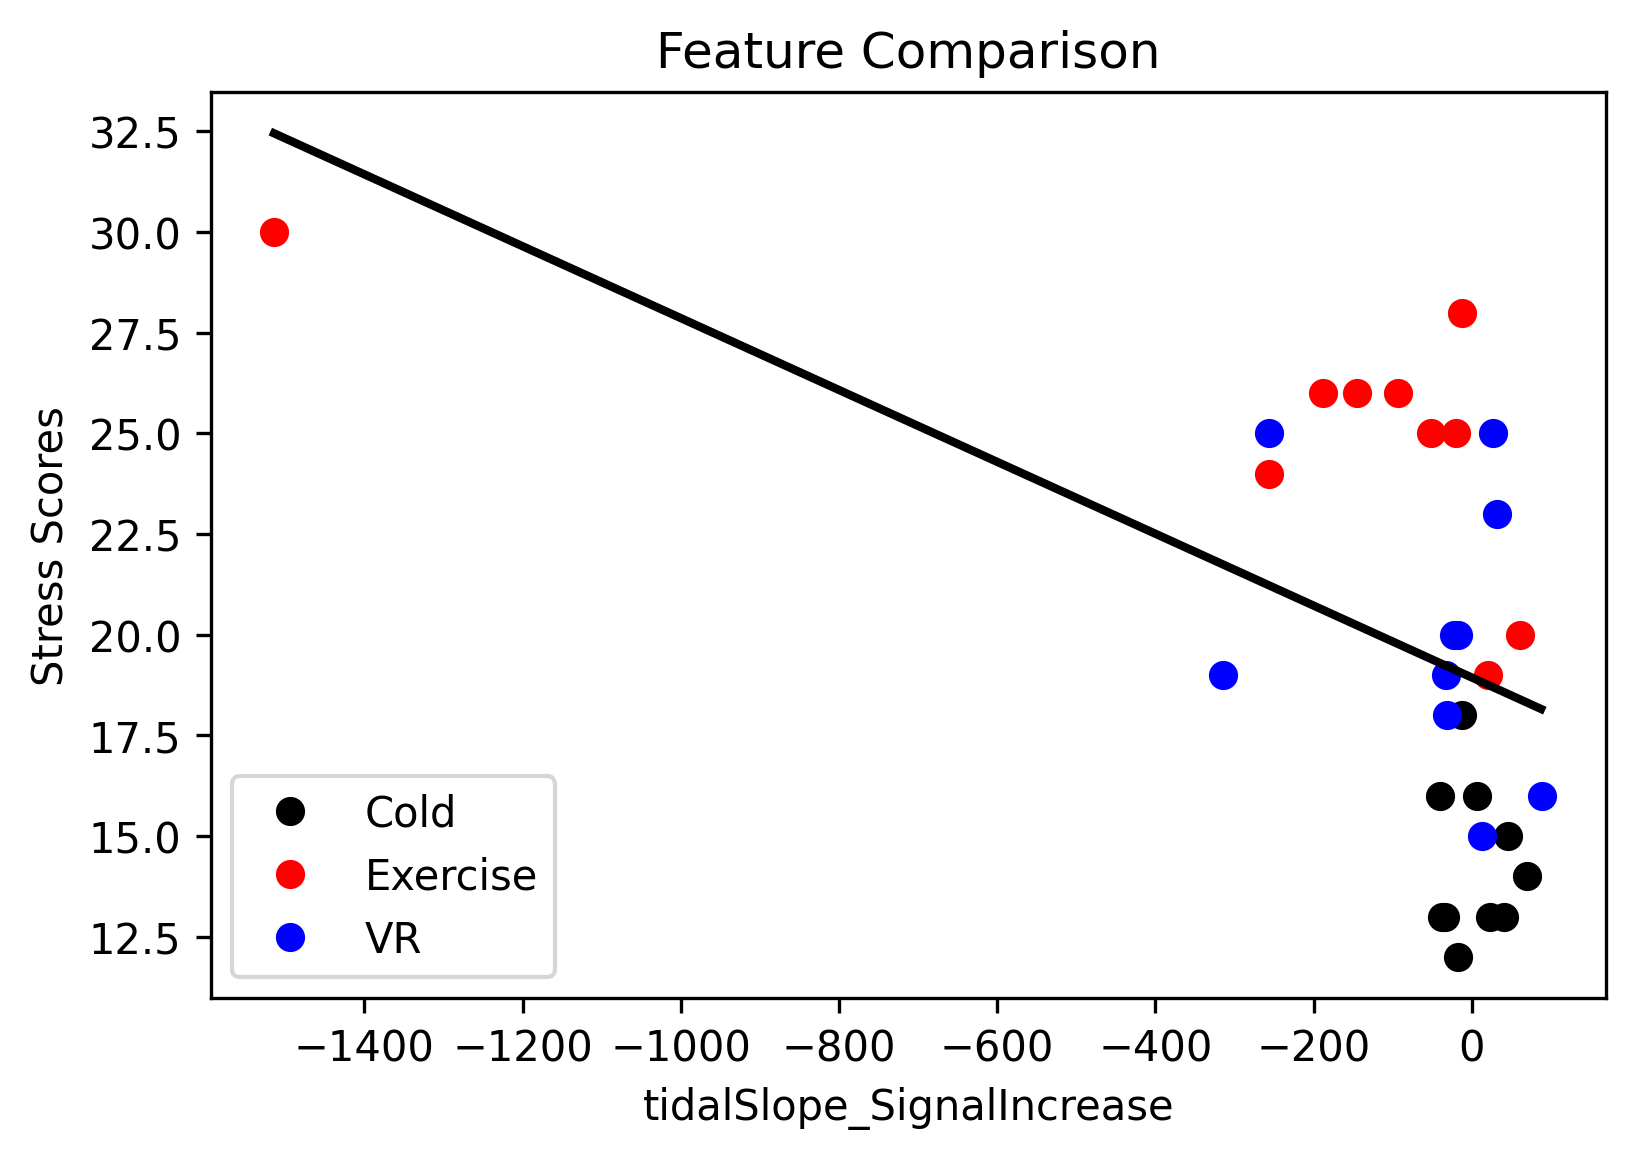 Feature Comparison
32.5
30.0
27.5
25.0
22.5
20.0
17.5
15.0
12.5
Stress Scores
Cold
Exercise
VR
−1400 −1200 −1000 −800 −600 −400 −200 0
tidalSlope_SignalIncrease